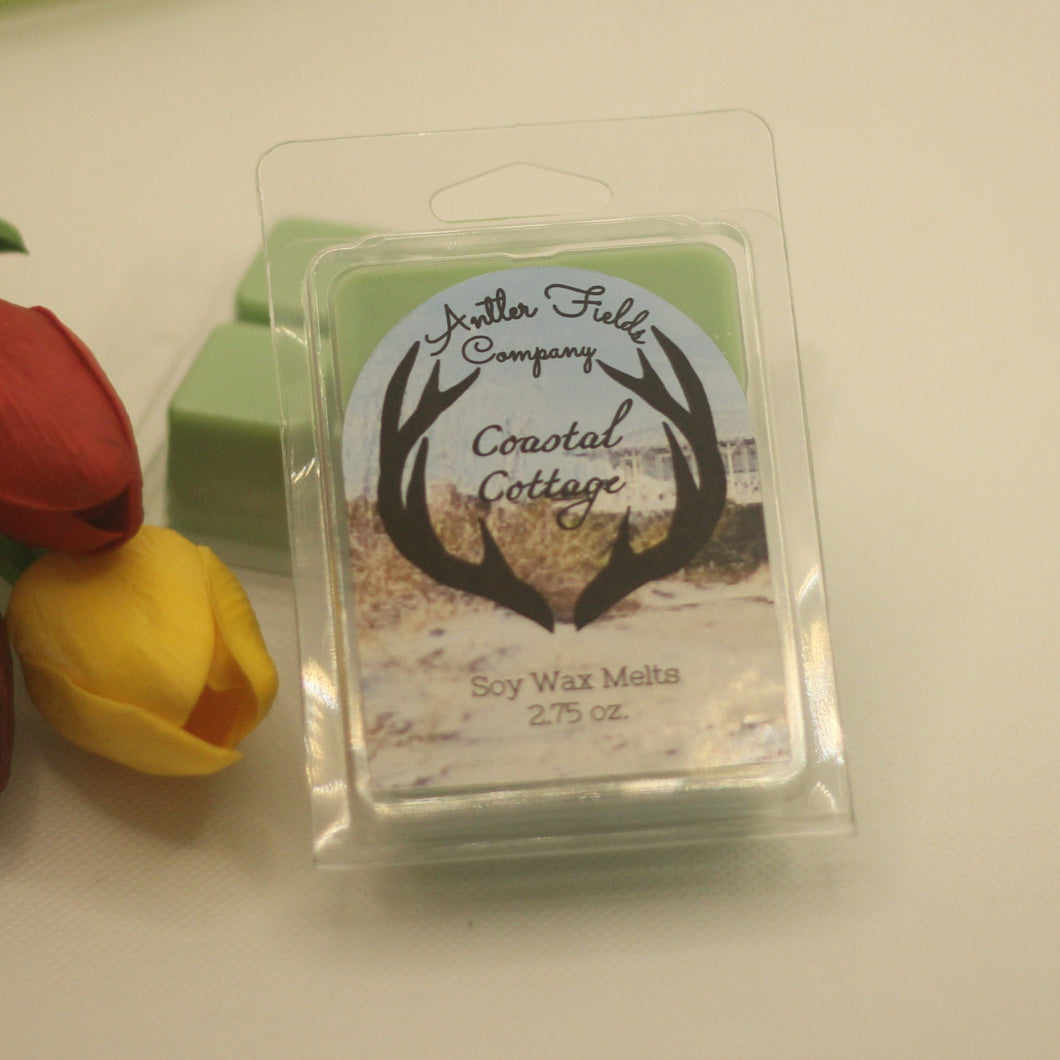 Antler Fields
Company
Coastal
Cottage
Soy Wax Melts
2.75 oz.